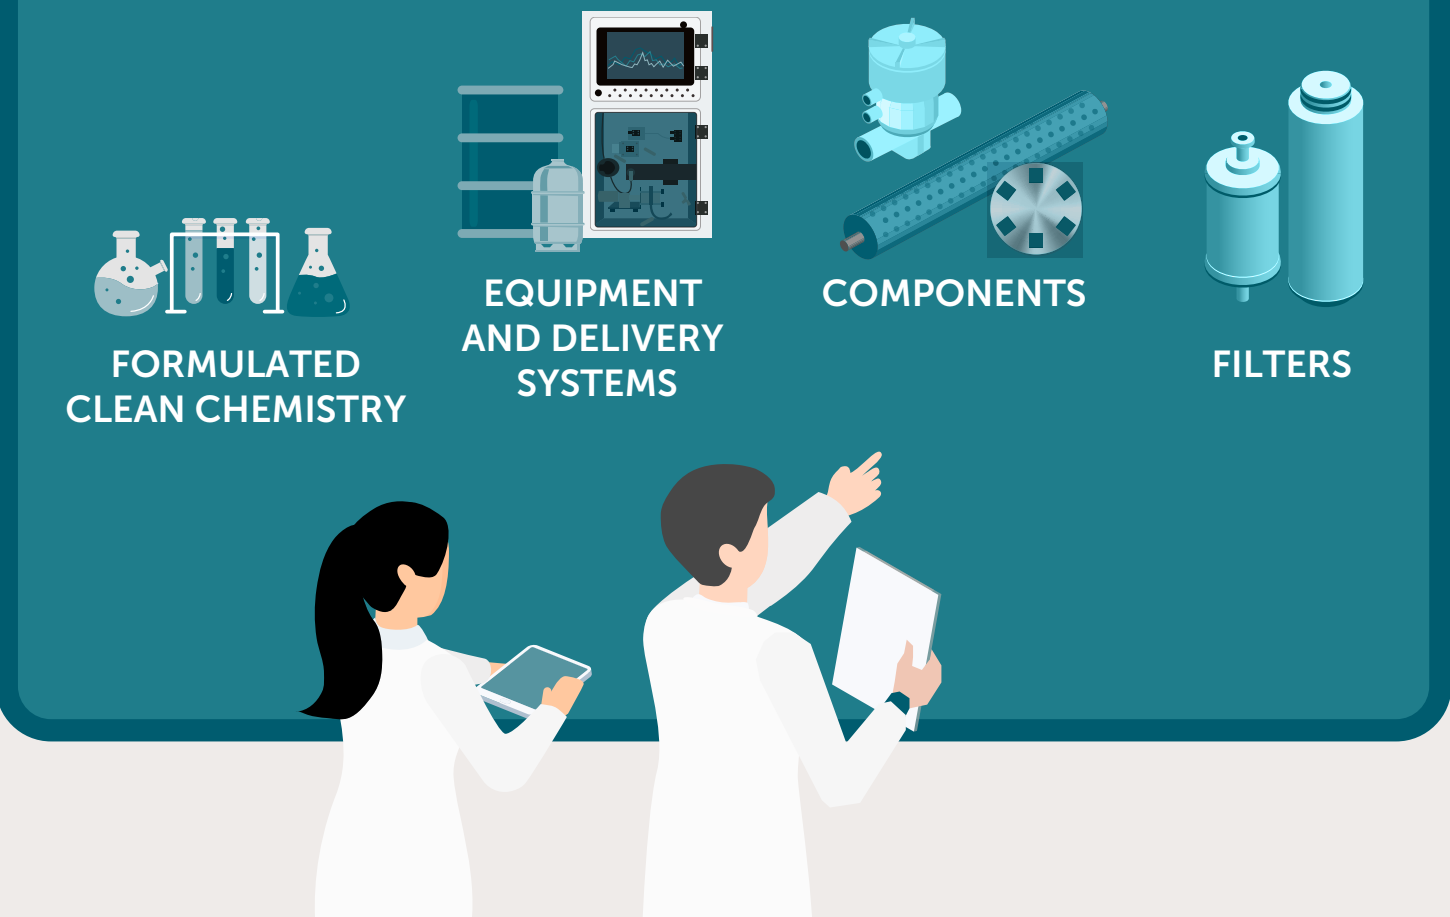 FORMULATED
CLEAN CHEMISTRY
EQUIPMENT
AND DELIVERY
SYSTEMS
COMPONENTS
FILTERS